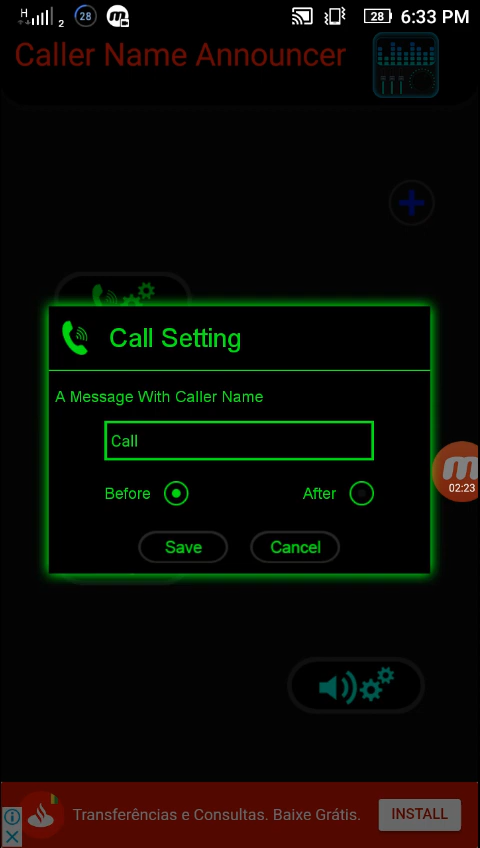 H 2 28 28 6:33 PM
Caller Name Announcer
Call Setting
A Message With Caller Name
Call
Before After
02:23
Save Cancel
Transferências e Consultas. Baixe Grátis. INSTALL